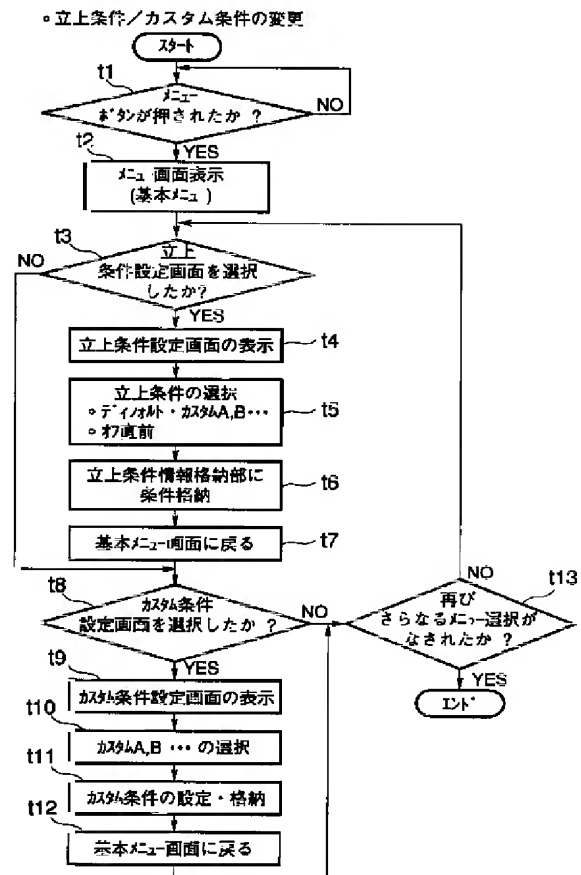 ◦立上条件／カスタム条件の変更
スタート
t1
メニュー
ボタンが押されたか ?
NO
YES
t2
メニュー画面表示
(基本メニュー)
t3
NO
立上
条件設定画面を選択
したか?
YES
立上条件設定画面の表示
t4
立上条件の選択
◦ディフォルト・カスタムA,B…
◦オフ直前
t5
立上条件情報格納部に
条件格納
t6
基本メニュー画面に戻る
t7
t8
カスタム条件
設定画面を選択したか ?
NO
YES
NO
t13
再び
さらなるメニュー選択が
なされたか ?
YES
エンド
t9
カスタム条件設定画面の表示
t10
カスタムA,B … の選択
t11
カスタム条件の設定・格納
t12
基本メニュー画面に戻る